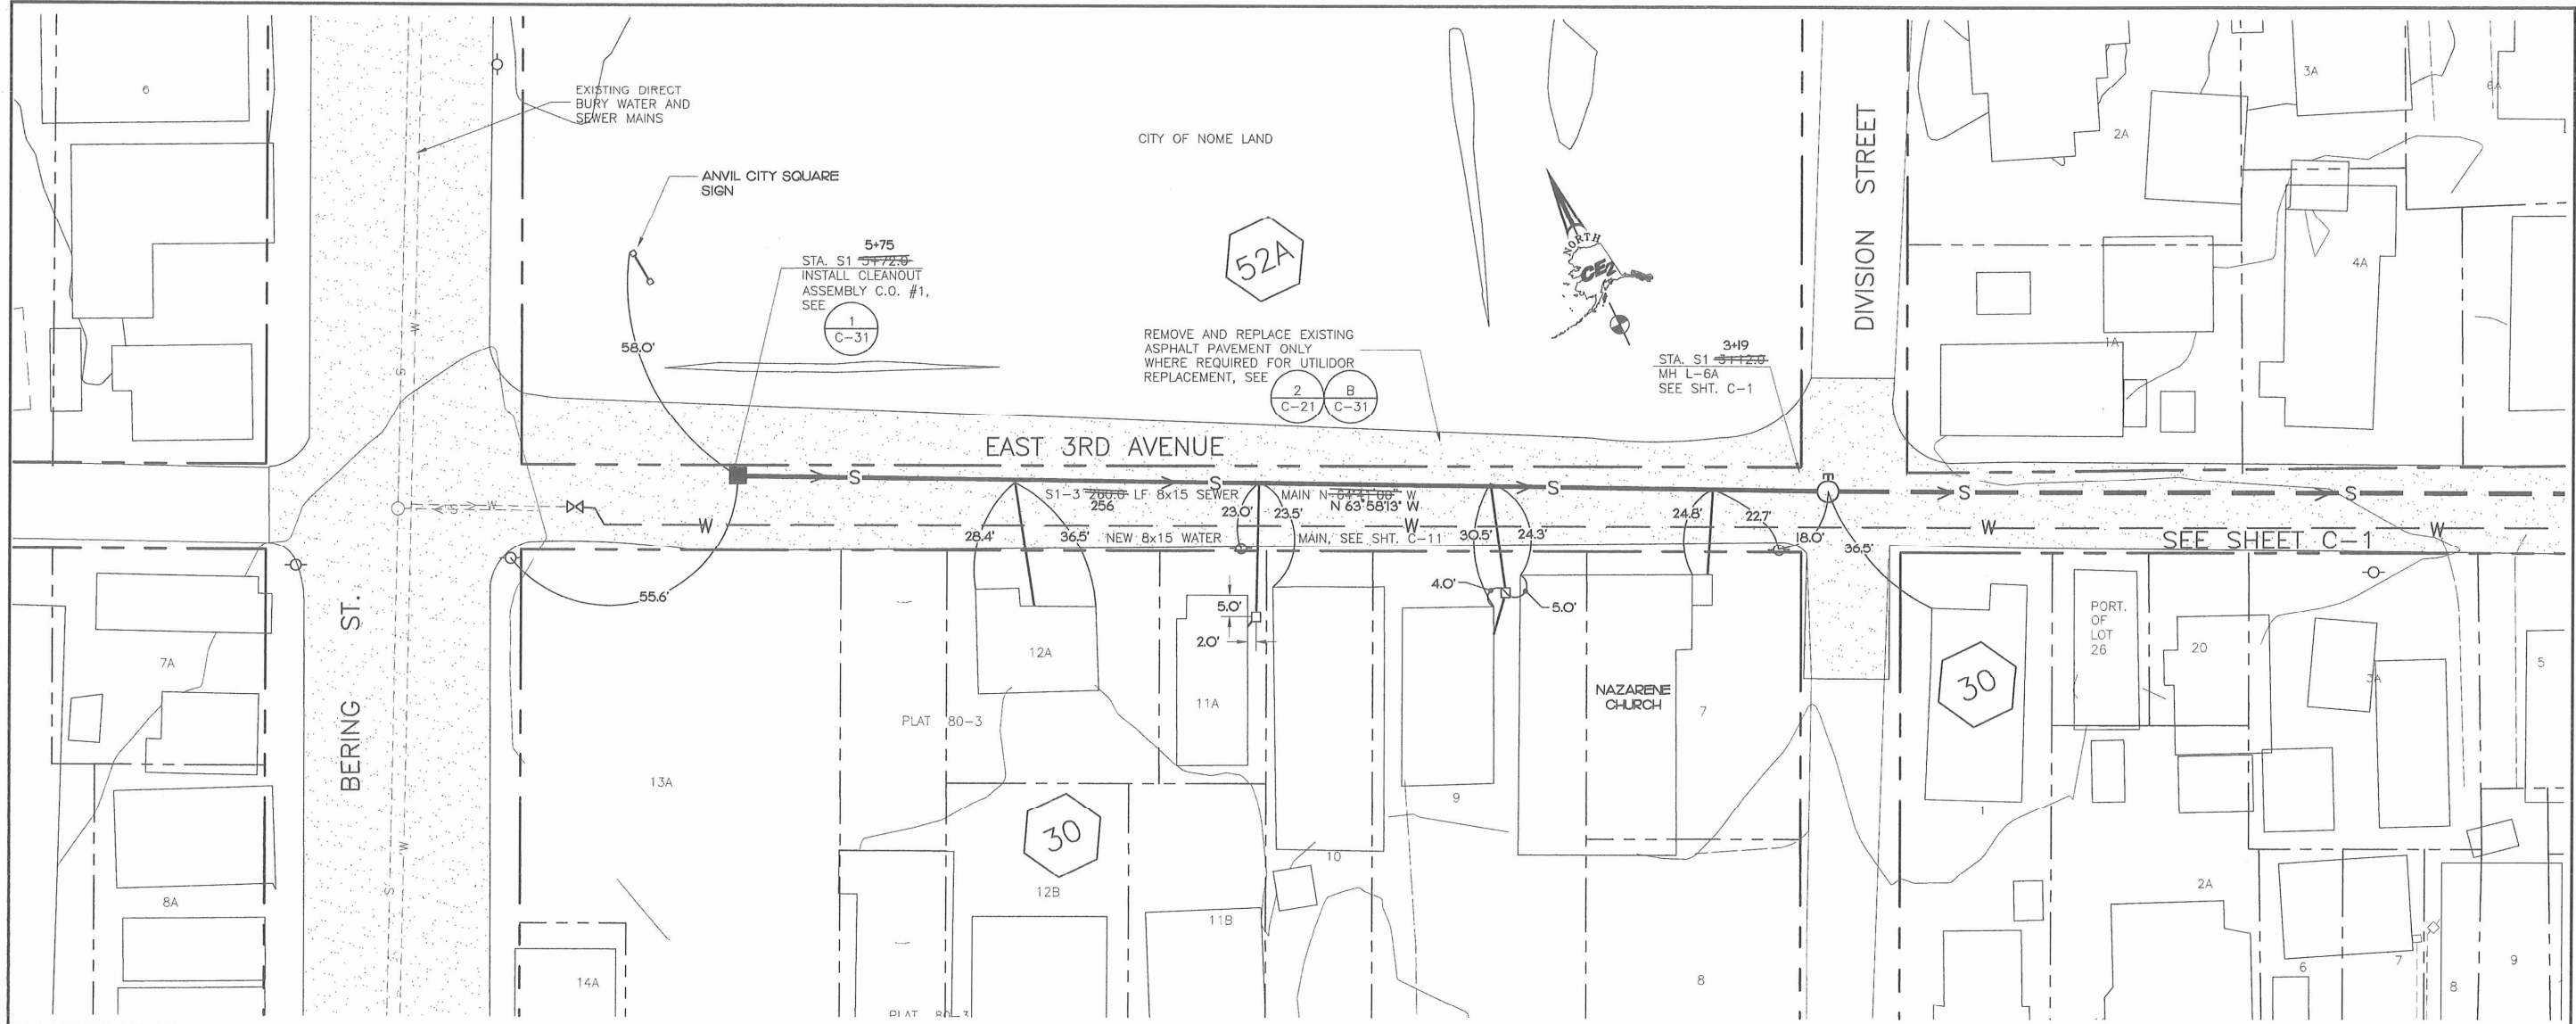 EXISTING DIRECT
BURY WATER AND
SEWER MAINS
6
ANVIL CITY SQUARE
SIGN
CITY OF NOME LAND
52A
NORTH
CE2
DIVISION STREET
3A
6A
2A
4A
1A
5+75
STA. S1 5+72.0
INSTALL CLEANOUT
ASSEMBLY C.O. #1,
SEE
1
C-31
58.0'
REMOVE AND REPLACE EXISTING
ASPHALT PAVEMENT ONLY
WHERE REQUIRED FOR UTILIDOR
REPLACEMENT, SEE
2
C-21
B
C-31
3+19
STA. S1 3+12.0
MH L-6A
SEE SHT. C-1
EAST 3RD AVENUE
W
S
S
W
S
S
S
E
S
S
S1-3 260.0 LF 8x15 SEWER MAIN N 64°41'00" W
256
N 63°58'13" W
W
W
W
W
NEW 8x15 WATER MAIN, SEE SHT. C-11
SEE SHEET C-1
28.4'
36.5'
23.0'
23.5'
30.5'
24.3'
24.8'
22.7'
18.0'
36.5'
55.6'
5.0'
2.0'
4.0'
5.0'
BERING ST.
W
S
7A
8A
13A
14A
PLAT 80-3
12A
11A
30
12B
11B
10
9
NAZARENE
CHURCH
7
8
30
1
PORT.
OF
LOT
26
20
3A
5
2A
6
7
8
9
PLAT 80-3